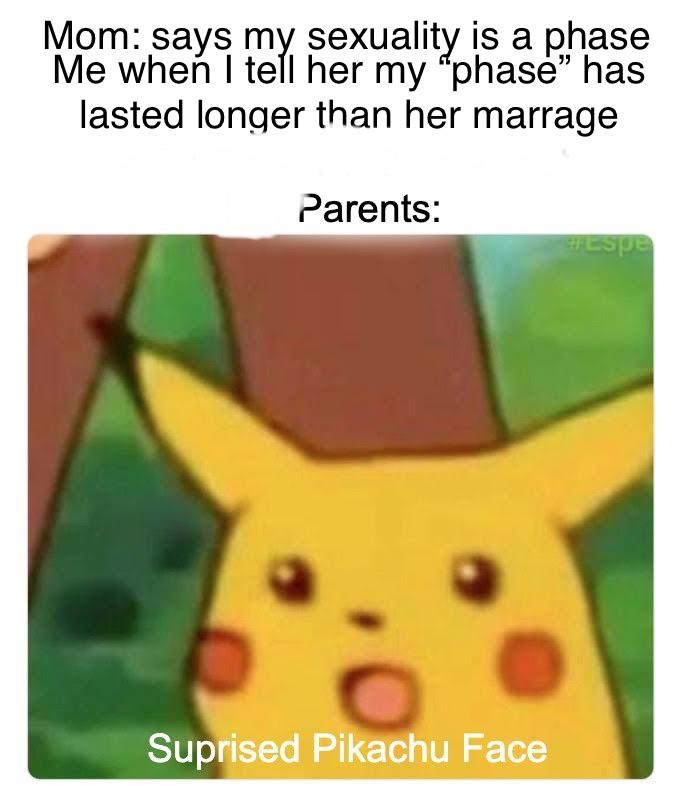 Mom: says my sexuality is a phase
Me when I tell her my “phase” has
lasted longer than her marrage
Parents:
#Espe
Suprised Pikachu Face